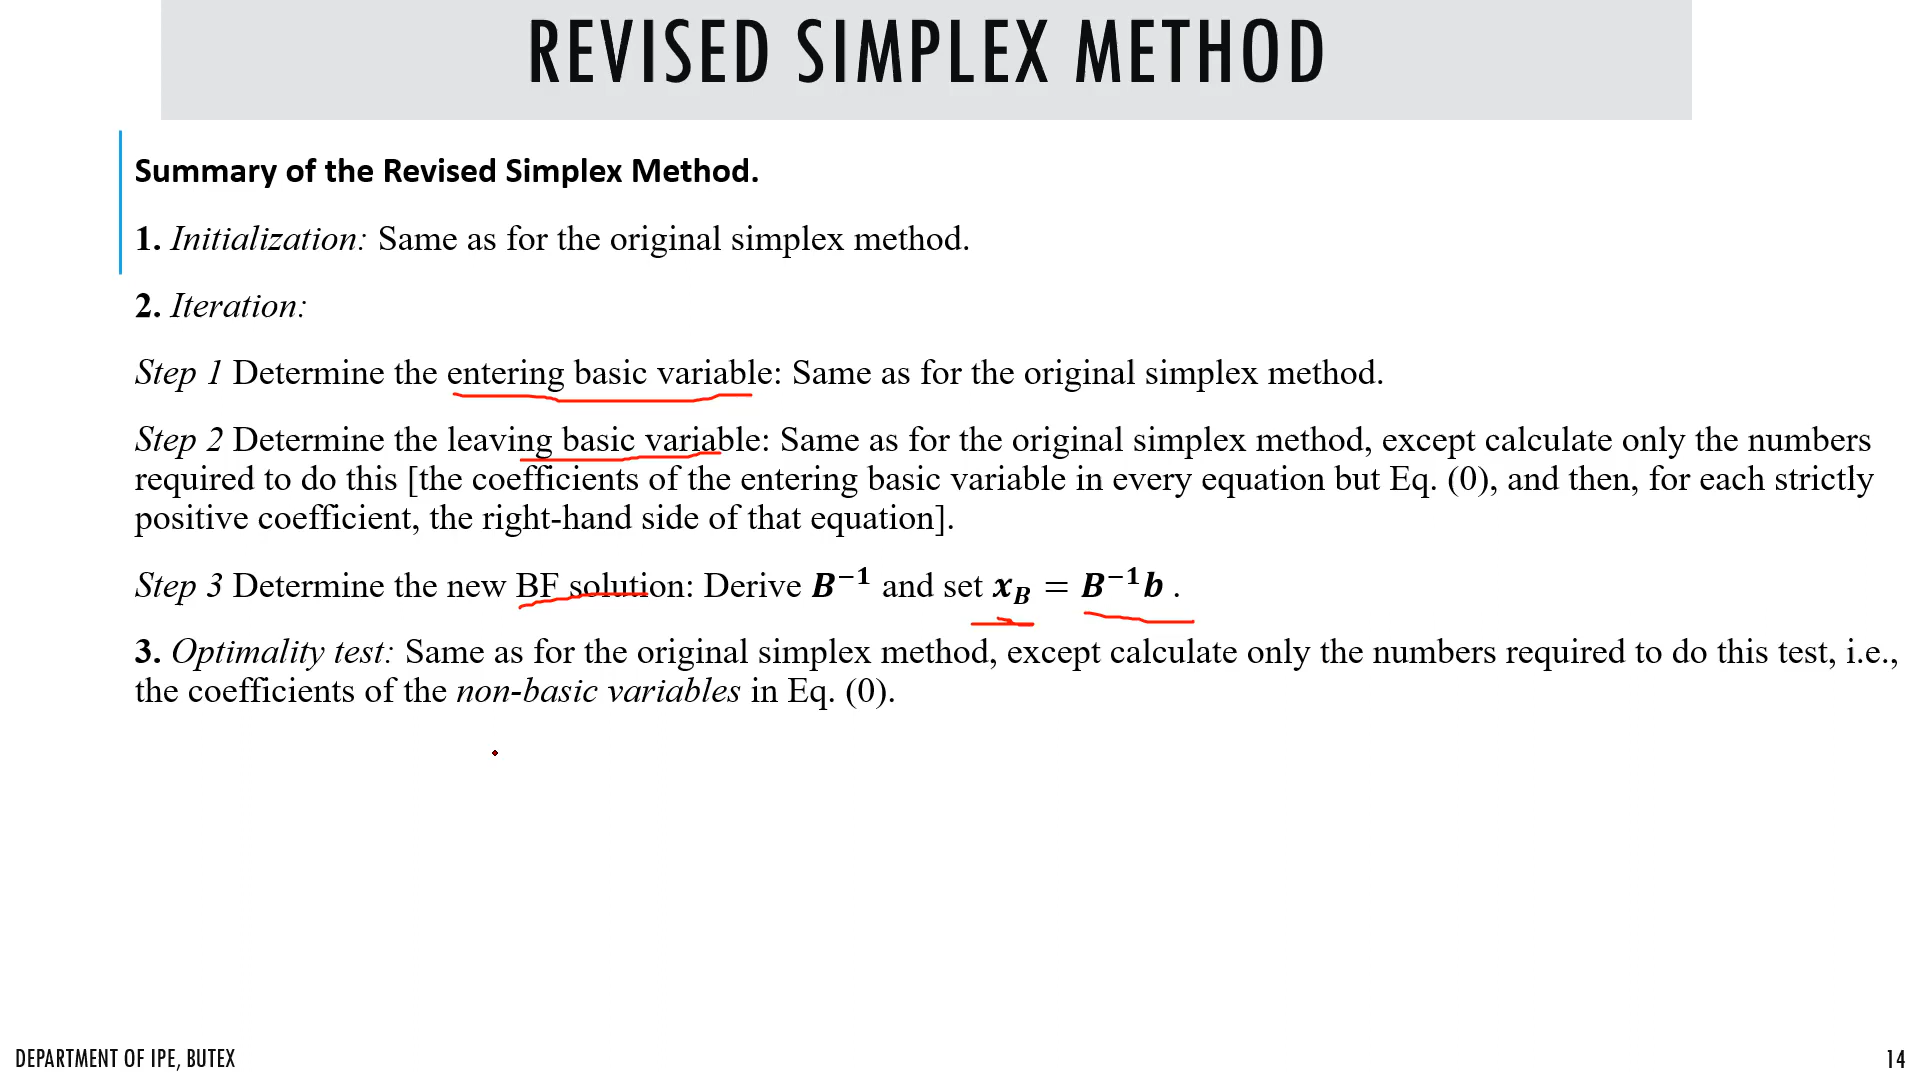 REVISED SIMPLEX METHOD
Summary of the Revised Simplex Method.
1. Initialization: Same as for the original simplex method.
2. Iteration:
Step 1 Determine the entering basic variable: Same as for the original simplex method.
Step 2 Determine the leaving basic variable: Same as for the original simplex method, except calculate only the numbers
required to do this [the coefficients of the entering basic variable in every equation but Eq. (0), and then, for each strictly
positive coefficient, the right-hand side of that equation].
Step 3 Determine the new BF solution: Derive B⁻¹ and set x_B = B⁻¹b .
3. Optimality test: Same as for the original simplex method, except calculate only the numbers required to do this test, i.e.,
the coefficients of the non-basic variables in Eq. (0).
DEPARTMENT OF IPE, BUTEX
14